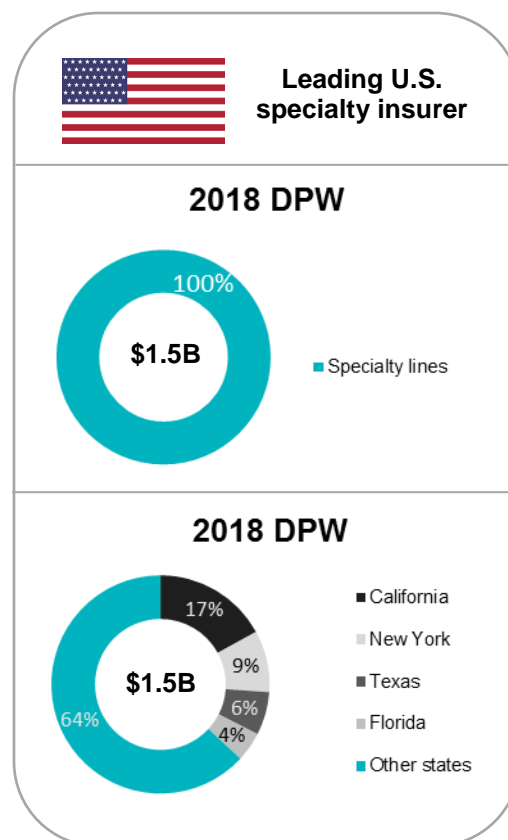 Leading U.S.
specialty insurer
2018 DPW
100%
$1.5B
Specialty lines
2018 DPW
17%
9%
6%
4%
64%
$1.5B
California
New York
Texas
Florida
Other states